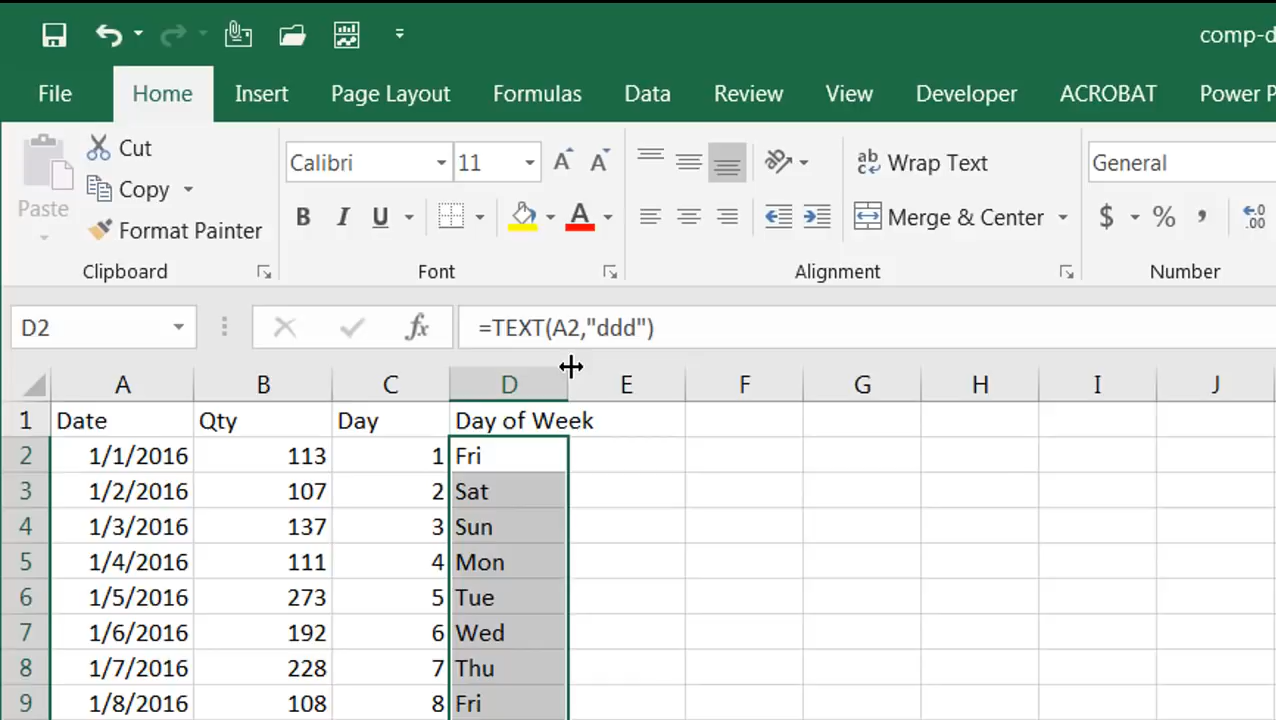 comp-d
File Home Insert Page Layout Formulas Data Review View Developer ACROBAT Power P
Paste
Cut
Copy
Format Painter
Clipboard
Calibri 11
A A
B I U A
Font
ab
c Wrap Text
Merge & Center
Alignment
General
$ % , .0
.00
Number
D2 fx =TEXT(A2,"ddd")
A B C D E F G H I J
1 Date Qty Day Day of Week
2 1/1/2016 113 1 Fri
3 1/2/2016 107 2 Sat
4 1/3/2016 137 3 Sun
5 1/4/2016 111 4 Mon
6 1/5/2016 273 5 Tue
7 1/6/2016 192 6 Wed
8 1/7/2016 228 7 Thu
9 1/8/2016 108 8 Fri